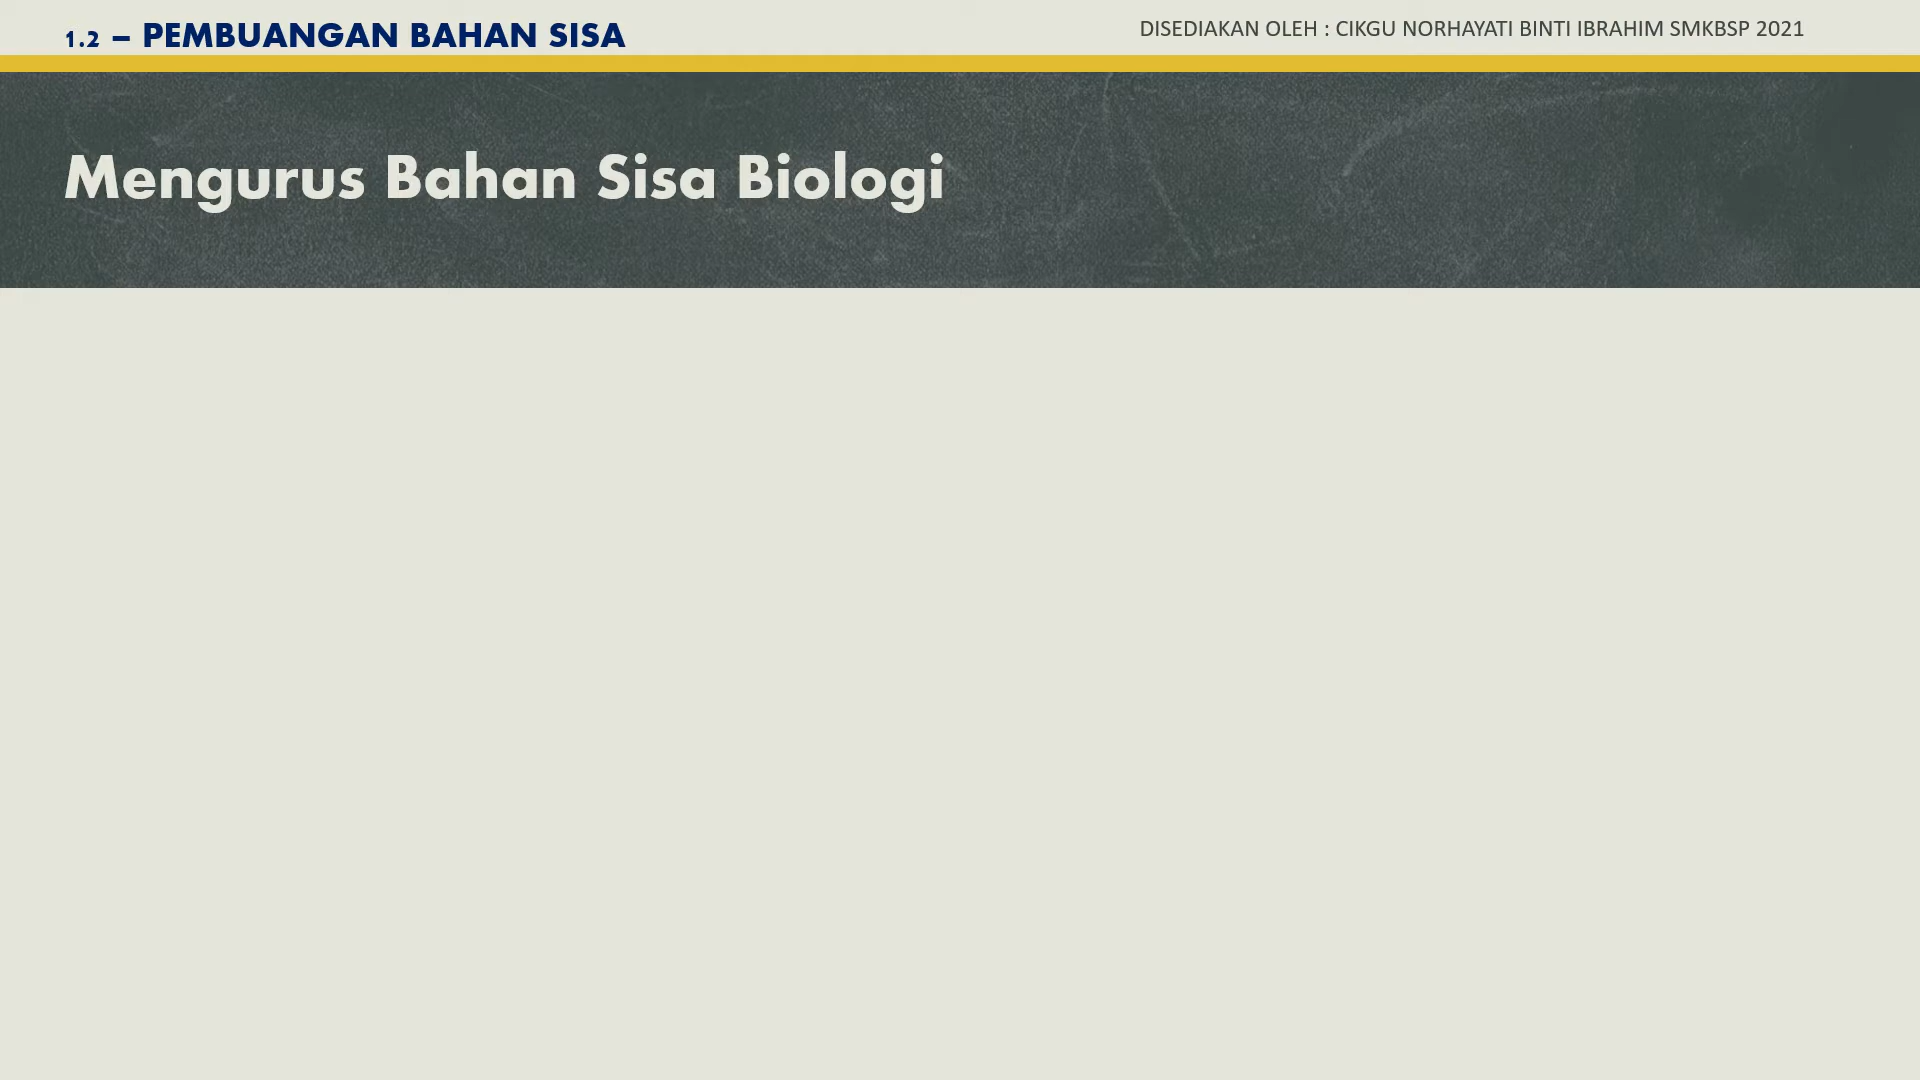 1.2 – PEMBUANGAN BAHAN SISA
DISEDIAKAN OLEH : CIKGU NORHAYATI BINTI IBRAHIM SMKBSP 2021
Mengurus Bahan Sisa Biologi